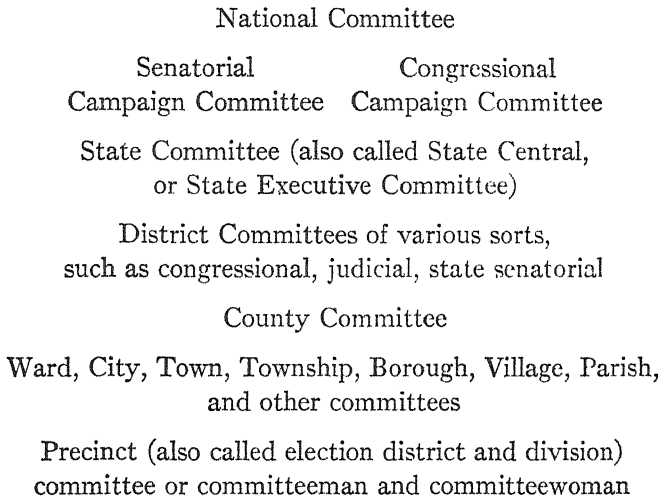 National Committee
Senatorial Congressional
Campaign Committee Campaign Committee
State Committee (also called State Central,
or State Executive Committee)
District Committees of various sorts,
such as congressional, judicial, state senatorial
County Committee
Ward, City, Town, Township, Borough, Village, Parish,
and other committees
Precinct (also called election district and division)
committee or committeeman and committeewoman